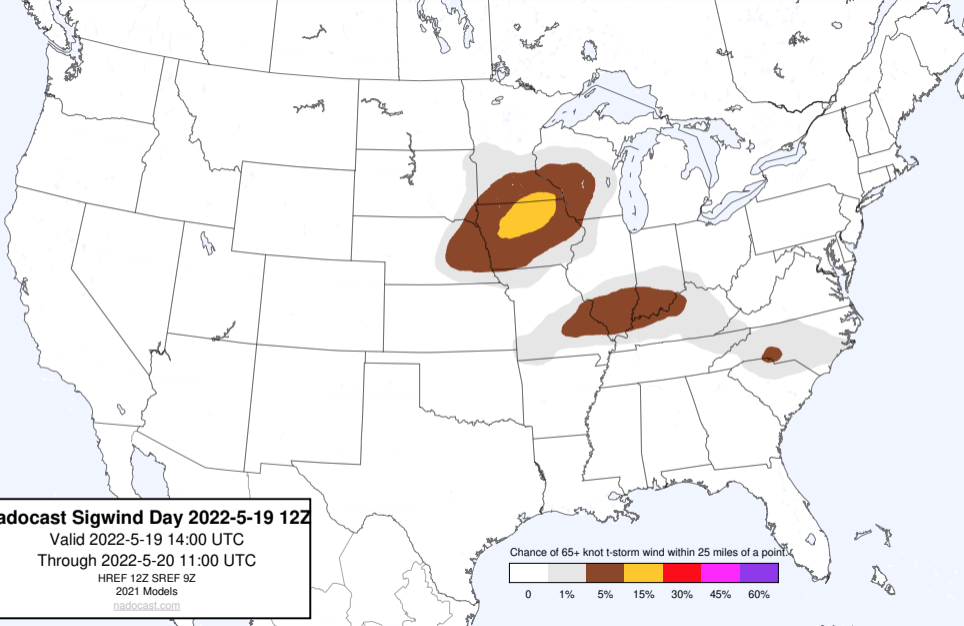 adocast Sigwind Day 2022-5-19 12Z
Valid 2022-5-19 14:00 UTC
Through 2022-5-20 11:00 UTC
HREF 12Z SREF 9Z
2021 Models
nadocast.com
Chance of 65+ knot t-storm wind within 25 miles of a point.
0 1% 5% 15% 30% 45% 60%